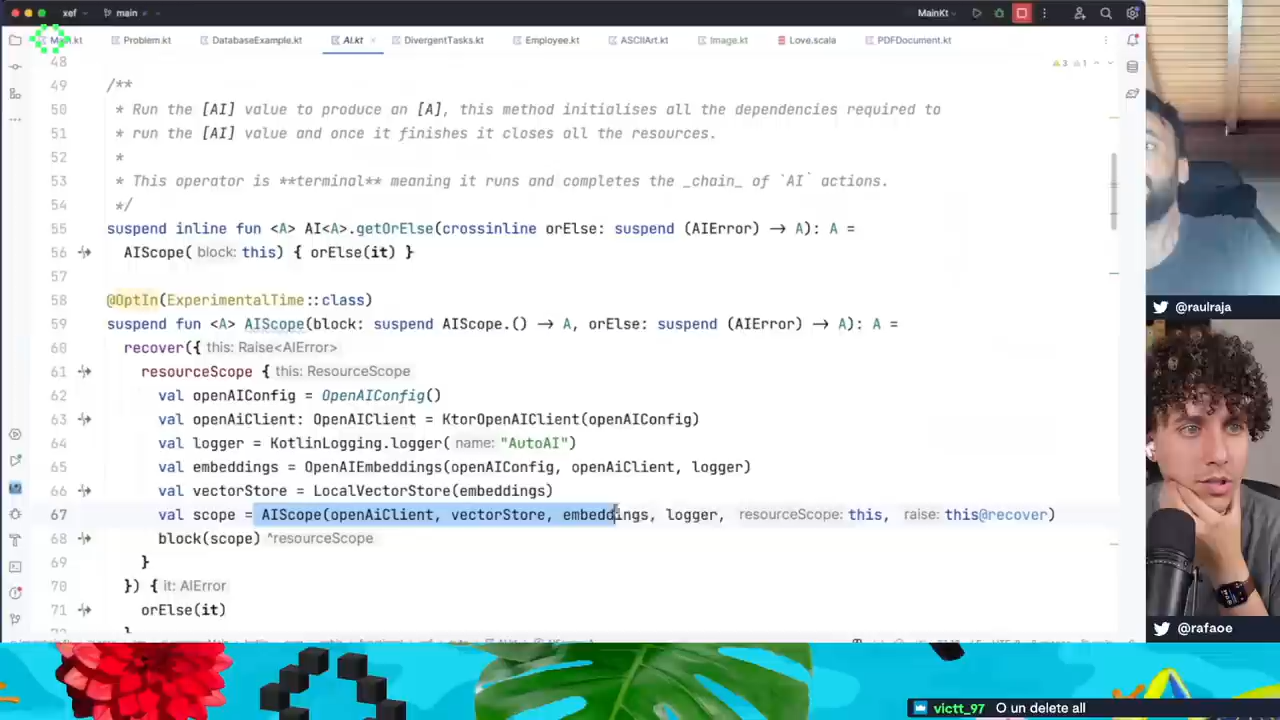 xef
main
MainKt
Main.kt
Problem.kt
DatabaseExample.kt
AI.kt
DivergentTasks.kt
Employee.kt
ASCIIArt.kt
Image.kt
Love.scala
PDFDocument.kt
3 1
48
49 /**
50 * Run the [AI] value to produce an [A], this method initialises all the dependencies required to
51 * run the [AI] value and once it finishes it closes all the resources.
52 *
53 * This operator is **terminal** meaning it runs and completes the _chain_ of `AI` actions.
54 */
55 suspend inline fun <A> AI<A>.getOrElse(crossinline orElse: suspend (AIError) -> A): A =
56 AIScope( block: this) { orElse(it) }
57
58 @OptIn(ExperimentalTime::class)
59 suspend fun <A> AIScope(block: suspend AIScope.() -> A, orElse: suspend (AIError) -> A): A =
60 recover({ this: Raise<AIError>
61 resourceScope { this: ResourceScope
62 val openAIConfig = OpenAIConfig()
63 val openAiClient: OpenAIClient = KtorOpenAIClient(openAIConfig)
64 val logger = KotlinLogging.logger( name: "AutoAI")
65 val embeddings = OpenAIEmbeddings(openAIConfig, openAiClient, logger)
66 val vectorStore = LocalVectorStore(embeddings)
67 val scope = AIScope(openAiClient, vectorStore, embeddings, logger, resourceScope: this, raise: this@recover)
68 block(scope) ^resourceScope
69 }
70 }) { it: AIError
71 orElse(it)
@raulraja
@rafaoe
victt_97 O un delete all